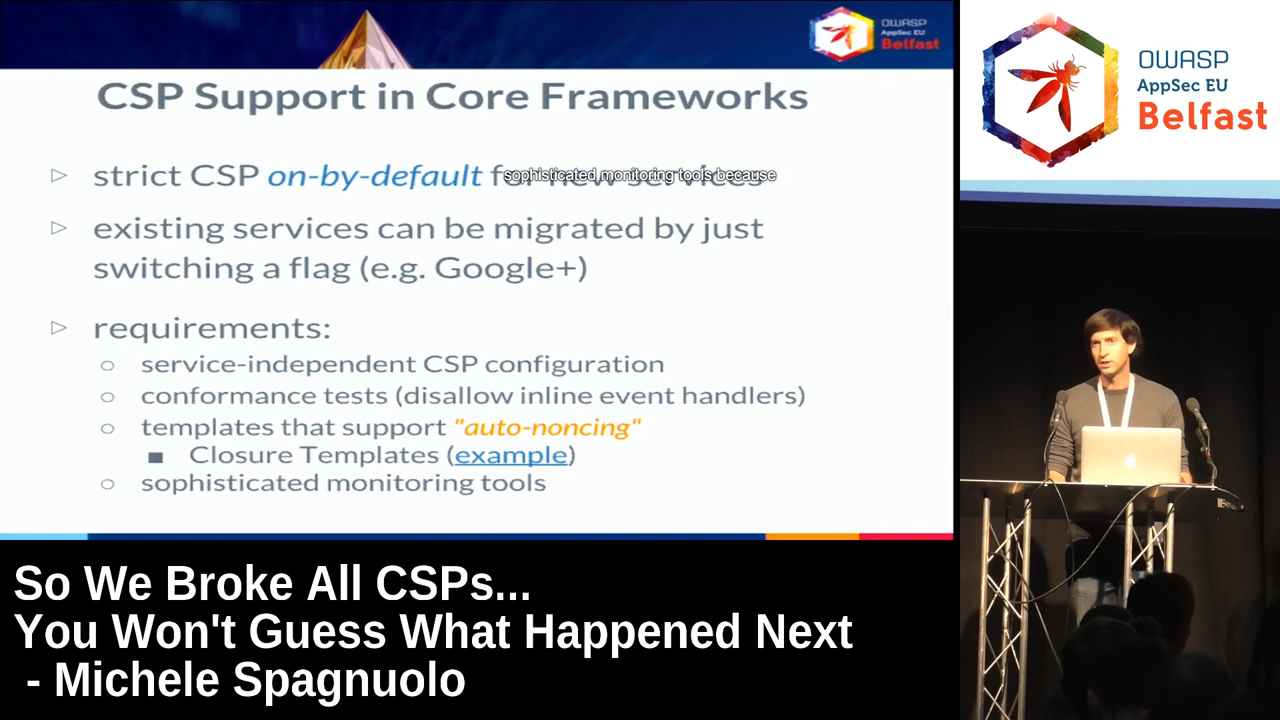 OWASP
AppSec EU
Belfast
CSP Support in Core Frameworks
▷ strict CSP on-by-default for new services
sophisticated monitoring tools because
▷ existing services can be migrated by just
switching a flag (e.g. Google+)
▷ requirements:
○ service-independent CSP configuration
○ conformance tests (disallow inline event handlers)
○ templates that support "auto-noncing"
■ Closure Templates (example)
○ sophisticated monitoring tools
OWASP
AppSec EU
Belfast
So We Broke All CSPs...
You Won't Guess What Happened Next
- Michele Spagnuolo